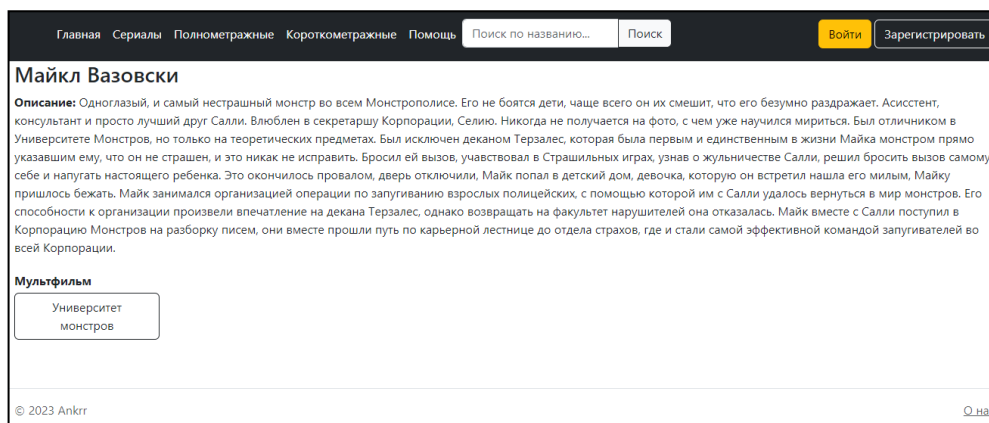 Главная Сериалы Полнометражные Короткометражные Помощь Поиск по названию... Поиск Войти Зарегистрировать
Майкл Вазовски
Описание: Одноглазый, и самый нестрашный монстр во всем Монстрополисе. Его не боятся дети, чаще всего он их смешит, что его безумно раздражает. Асисстент,
консультант и просто лучший друг Салли. Влюблен в секретаршу Корпорации, Селию. Никогда не получается на фото, с чем уже научился мириться. Был отличником в
Университете Монстров, но только на теоретических предметах. Был исключен деканом Терзалес, которая была первым и единственным в жизни Майка монстром прямо
указавшим ему, что он не страшен, и это никак не исправить. Бросил ей вызов, учавствовал в Страшильных играх, узнав о жульничестве Салли, решил бросить вызов самому
себе и напугать настоящего ребенка. Это окончилось провалом, дверь отключили, Майк попал в детский дом, девочка, которую он встретил нашла его милым, Майку
пришлось бежать. Майк занимался организацией операции по запугиванию взрослых полицейских, с помощью которой им с Салли удалось вернуться в мир монстров. Его
способности к организации произвели впечатление на декана Терзалес, однако возвращать на факультет нарушителей она отказалась. Майк вместе с Салли поступил в
Корпорацию Монстров на разборку писем, они вместе прошли путь по карьерной лестнице до отдела страхов, где и стали самой эффективной командой запугивателей во
всей Корпорации.
Мультфильм
Университет
монстров
© 2023 Ankrr О на